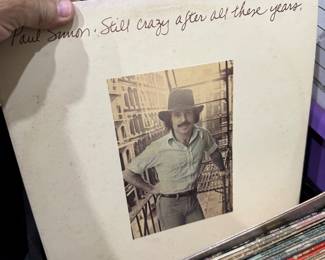 Paul Simon. Still crazy after all these years.